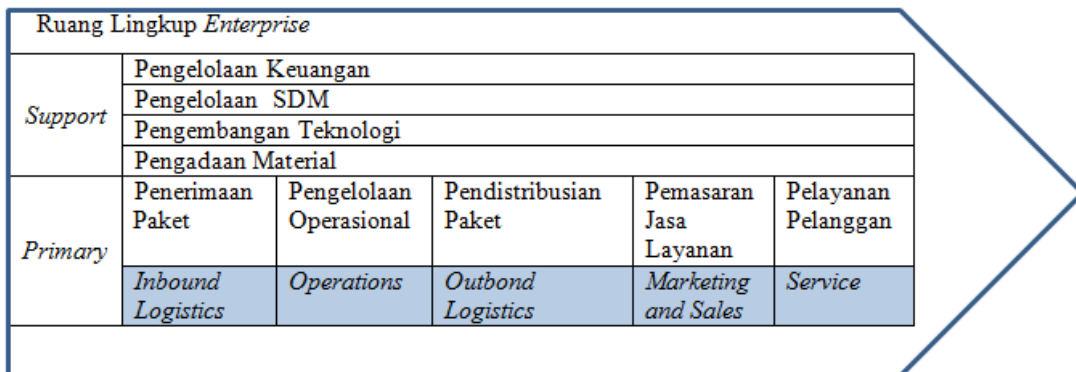 Ruang Lingkup Enterprise
Support
Pengelolaan Keuangan
Pengelolaan SDM
Pengembangan Teknologi
Pengadaan Material
Primary
Penerimaan
Paket
Pengelolaan
Operasional
Pendistribusian
Paket
Pemasaran
Jasa
Layanan
Pelayanan
Pelanggan
Inbound
Logistics
Operations
Outbond
Logistics
Marketing
and Sales
Service